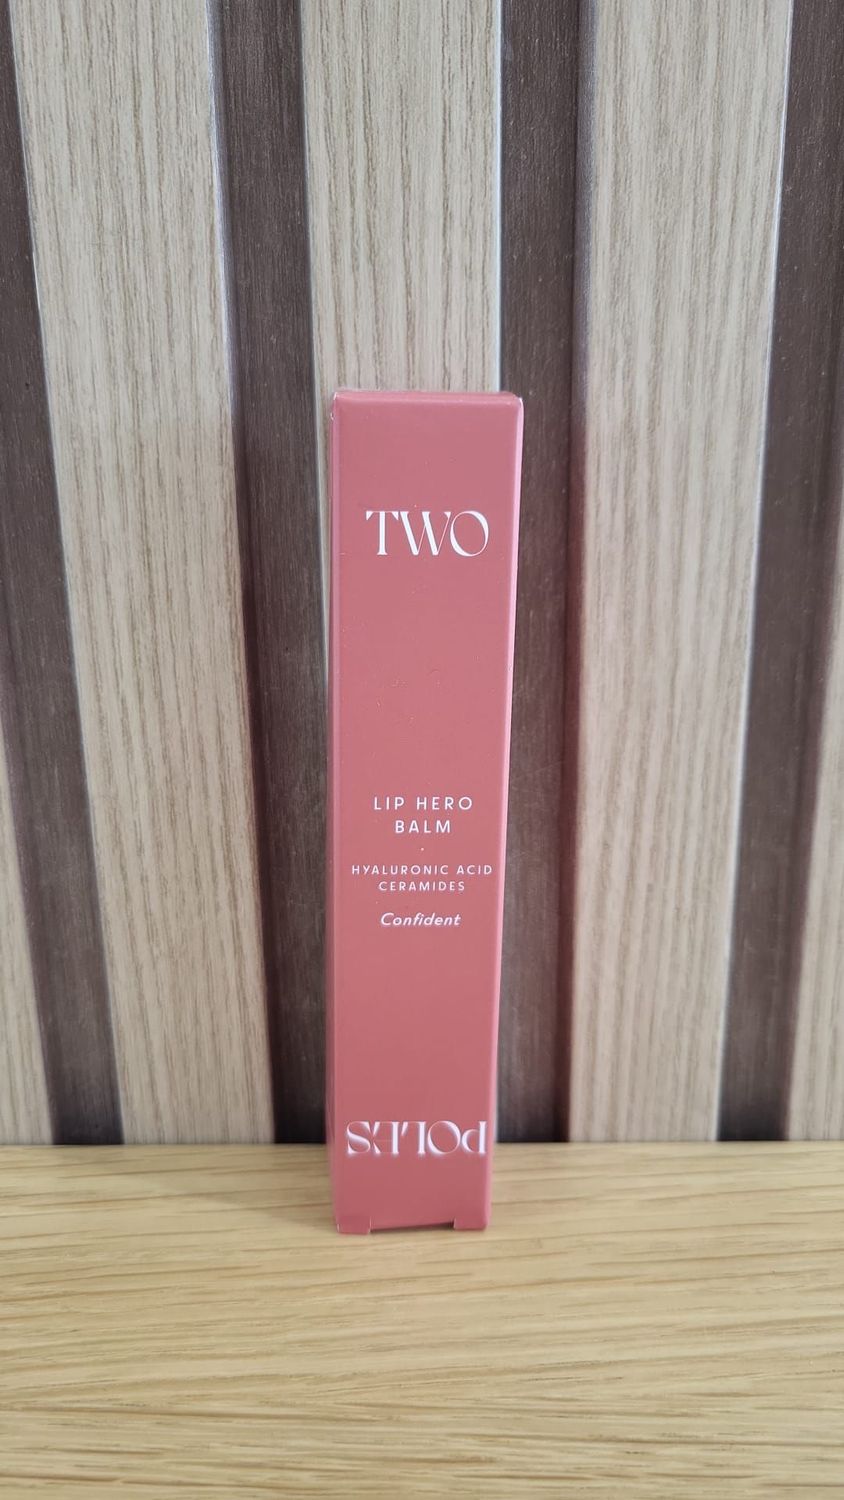 TWO
LIP HERO
BALM
HYALURONIC ACID
CERAMIDES
Confident
POLES